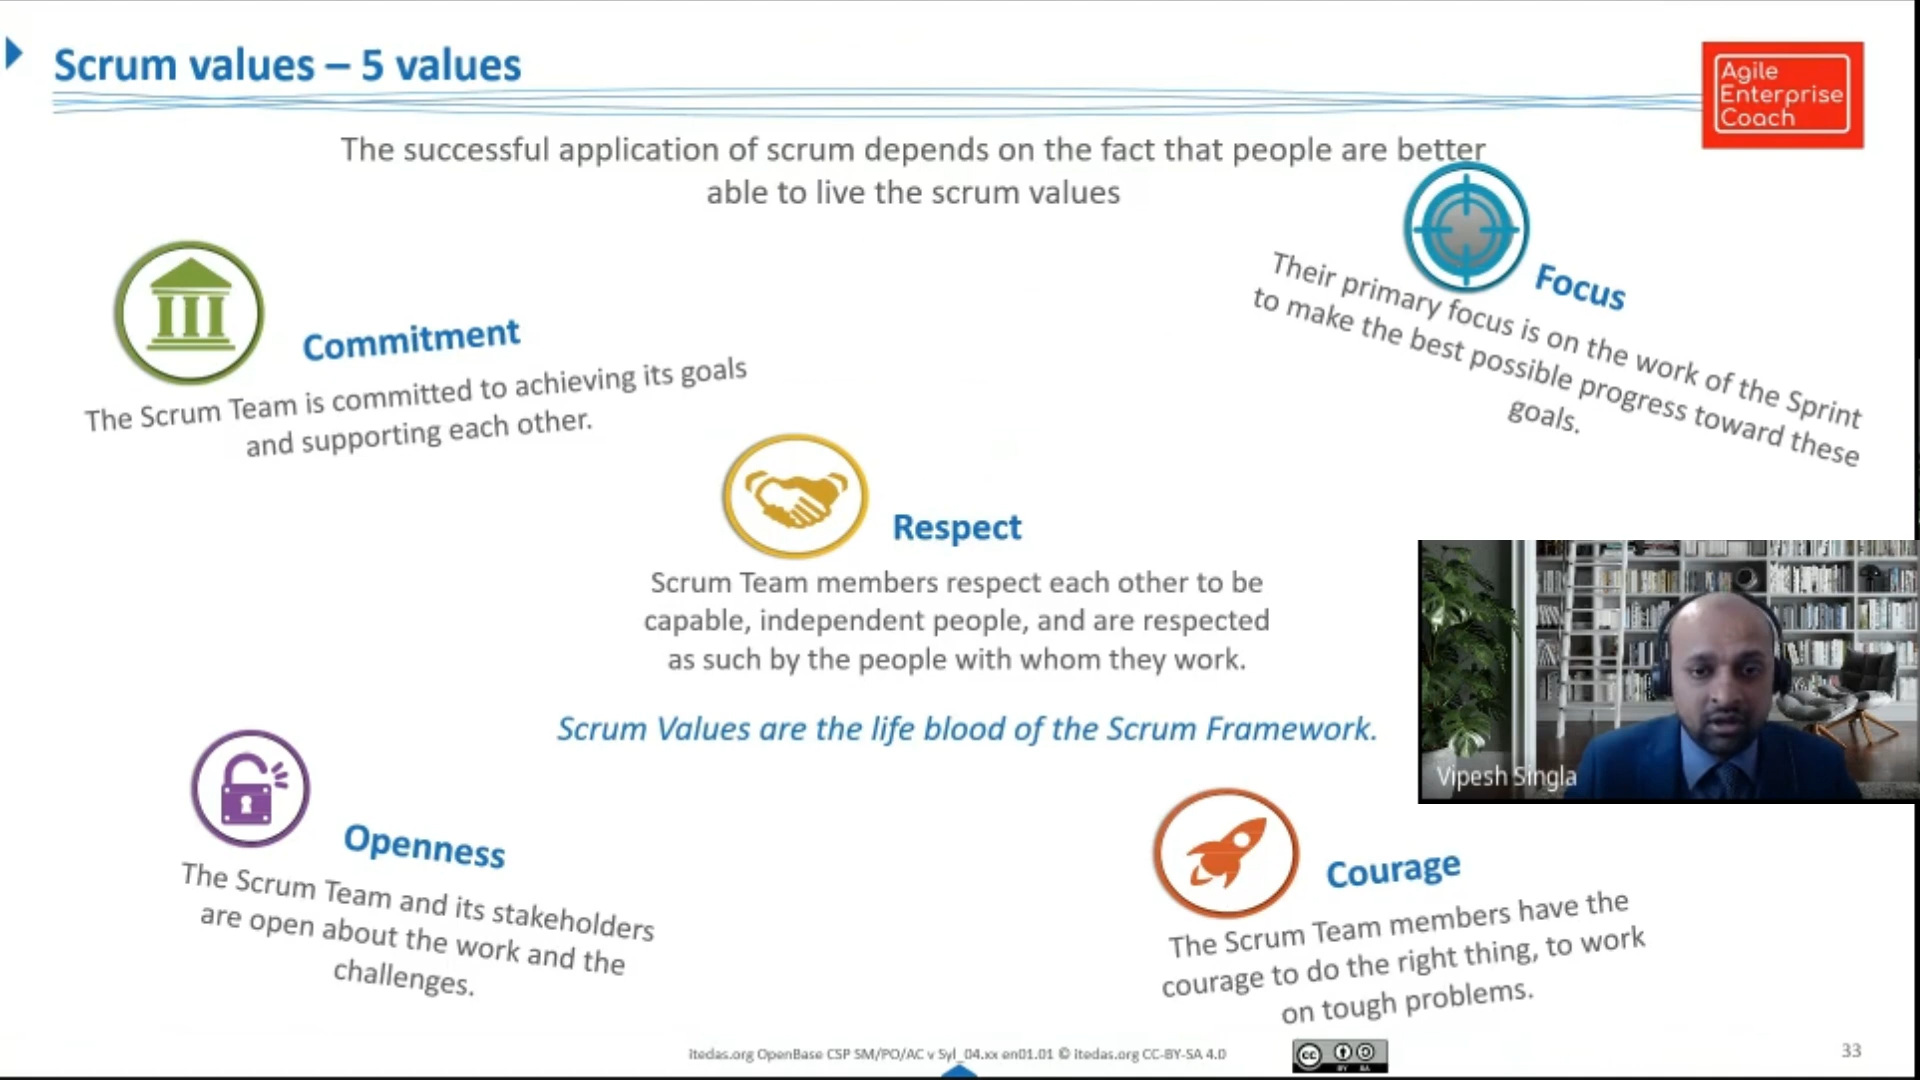 Scrum values – 5 values
Agile
Enterprise
Coach
The successful application of scrum depends on the fact that people are better
able to live the scrum values
Commitment
The Scrum Team is committed to achieving its goals
and supporting each other.
Focus
Their primary focus is on the work of the Sprint
to make the best possible progress toward these
goals.
Respect
Scrum Team members respect each other to be
capable, independent people, and are respected
as such by the people with whom they work.
Scrum Values are the life blood of the Scrum Framework.
Vipesh Singla
Openness
The Scrum Team and its stakeholders
are open about the work and the
challenges.
Courage
The Scrum Team members have the
courage to do the right thing, to work
on tough problems.
itedas.org OpenBase CSP SM/PO/AC v Syl_04.xx en01.01 © itedas.org CC-BY-SA 4.0
cc
BY SA
33